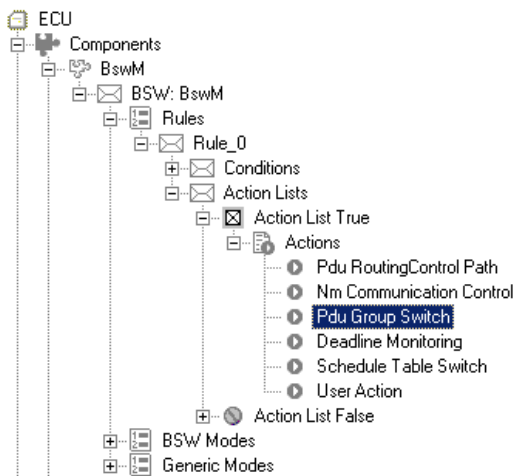 ECU
Components
BswM
BSW: BswM
Rules
Rule_0
Conditions
Action Lists
Action List True
Actions
Pdu RoutingControl Path
Nm Communication Control
Pdu Group Switch
Deadline Monitoring
Schedule Table Switch
User Action
Action List False
BSW Modes
Generic Modes